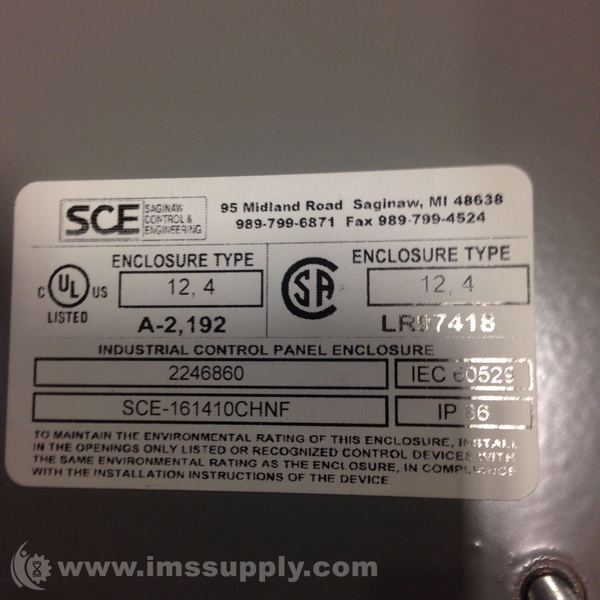 SCE SAGINAW CONTROL & ENGINEERING
95 Midland Road Saginaw, MI 48638
989-799-6871 Fax 989-799-4524
ENCLOSURE TYPE
12, 4
C UL US
LISTED
A-2,192
SA
ENCLOSURE TYPE
12, 4
LR97418
INDUSTRIAL CONTROL PANEL ENCLOSURE
2246860 IEC 60529
SCE-161410CHNF IP 66
TO MAINTAIN THE ENVIRONMENTAL RATING OF THIS ENCLOSURE, INSTALL
IN THE OPENINGS ONLY LISTED OR RECOGNIZED CONTROL DEVICES WITH
THE SAME ENVIRONMENTAL RATING AS THE ENCLOSURE, IN COMPLIANCE
WITH THE INSTALLATION INSTRUCTIONS OF THE DEVICE
www.imssupply.com